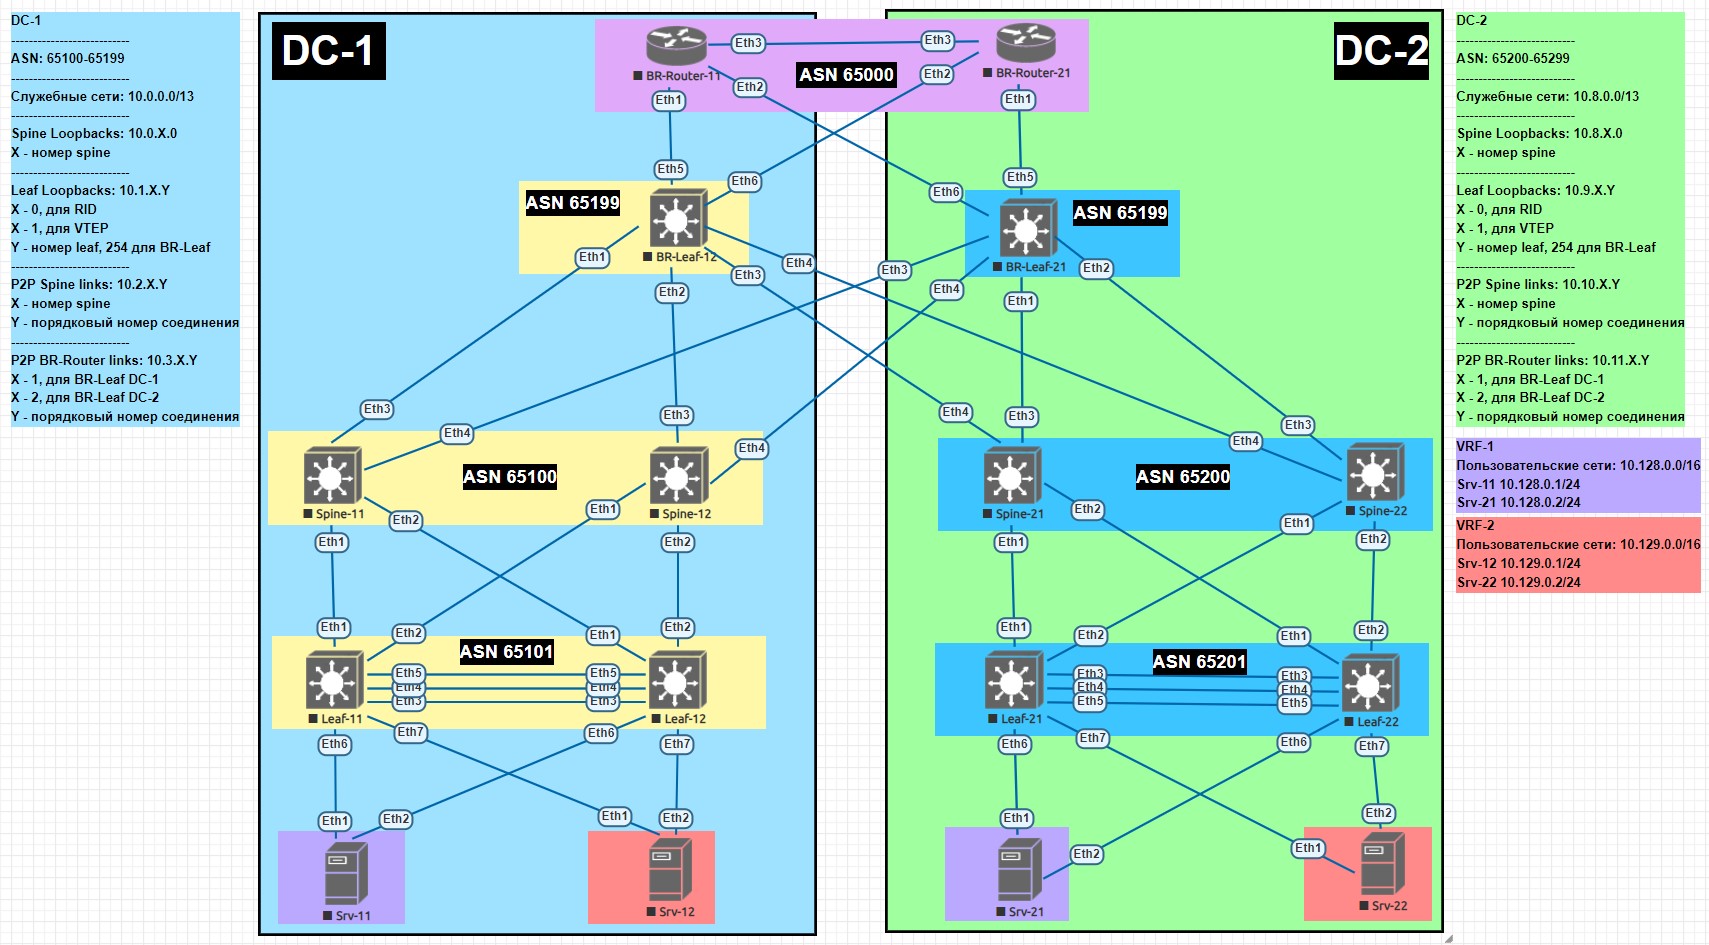 DC-1
---------------------------
ASN: 65100-65199
---------------------------
Служебные сети: 10.0.0.0/13
---------------------------
Spine Loopbacks: 10.0.X.0
X - номер spine
---------------------------
Leaf Loopbacks: 10.1.X.Y
X - 0, для RID
X - 1, для VTEP
Y - номер leaf, 254 для BR-Leaf
---------------------------
P2P Spine links: 10.2.X.Y
X - номер spine
Y - порядковый номер соединения
---------------------------
P2P BR-Router links: 10.3.X.Y
X - 1, для BR-Leaf DC-1
X - 2, для BR-Leaf DC-2
Y - порядковый номер соединения
DC-1
DC-2
Eth3
Eth3
BR-Router-11
ASN 65000
BR-Router-21
Eth2
Eth2
Eth1
Eth1
Eth5
Eth6
Eth5
Eth6
ASN 65199
ASN 65199
BR-Leaf-12
BR-Leaf-21
Eth1
Eth3
Eth4
Eth3
Eth2
Eth2
Eth4
Eth1
Eth3
Eth4
Eth3
Eth4
Eth4
Eth3
Eth4
Eth3
ASN 65100
ASN 65200
Spine-11
Spine-12
Spine-21
Spine-22
Eth2
Eth1
Eth2
Eth1
Eth1
Eth2
Eth1
Eth2
Eth1
Eth2
Eth1
Eth2
Eth1
Eth2
Eth1
Eth2
ASN 65101
ASN 65201
Eth5
Eth5
Eth4
Eth4
Eth3
Eth3
Eth3
Eth3
Eth4
Eth4
Eth5
Eth5
Leaf-11
Leaf-12
Leaf-21
Leaf-22
Eth6
Eth7
Eth6
Eth7
Eth6
Eth7
Eth6
Eth7
Eth1
Eth2
Eth1
Eth2
Eth1
Eth2
Eth1
Eth2
Srv-11
Srv-12
Srv-21
Srv-22
DC-2
---------------------------
ASN: 65200-65299
---------------------------
Служебные сети: 10.8.0.0/13
---------------------------
Spine Loopbacks: 10.8.X.0
X - номер spine
---------------------------
Leaf Loopbacks: 10.9.X.Y
X - 0, для RID
X - 1, для VTEP
Y - номер leaf, 254 для BR-Leaf
---------------------------
P2P Spine links: 10.10.X.Y
X - номер spine
Y - порядковый номер соединения
---------------------------
P2P BR-Router links: 10.11.X.Y
X - 1, для BR-Leaf DC-1
X - 2, для BR-Leaf DC-2
Y - порядковый номер соединения
VRF-1
Пользовательские сети: 10.128.0.0/16
Srv-11 10.128.0.1/24
Srv-21 10.128.0.2/24
VRF-2
Пользовательские сети: 10.129.0.0/16
Srv-12 10.129.0.1/24
Srv-22 10.129.0.2/24